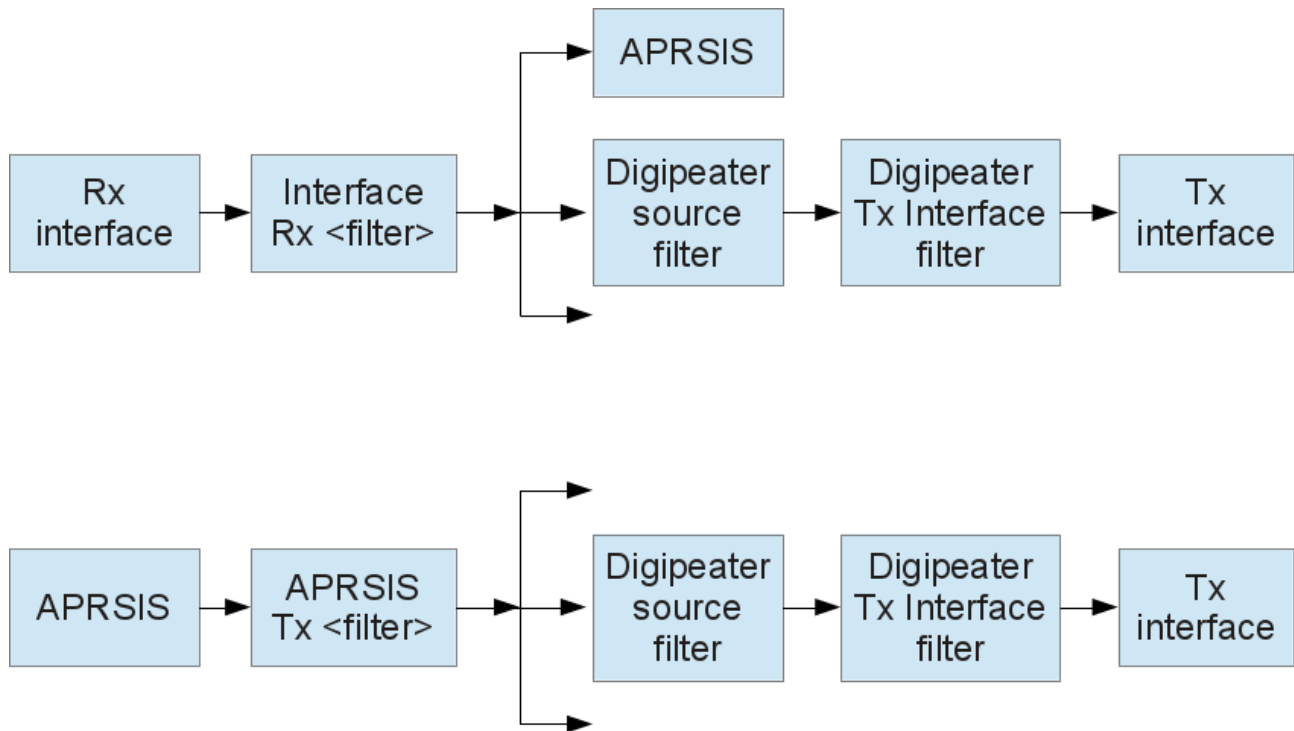 APRSIS
Rx
interface
Interface
Rx <filter>
Digipeater
source
filter
Digipeater
Tx Interface
filter
Tx
interface
APRSIS
APRSIS
Tx <filter>
Digipeater
source
filter
Digipeater
Tx Interface
filter
Tx
interface